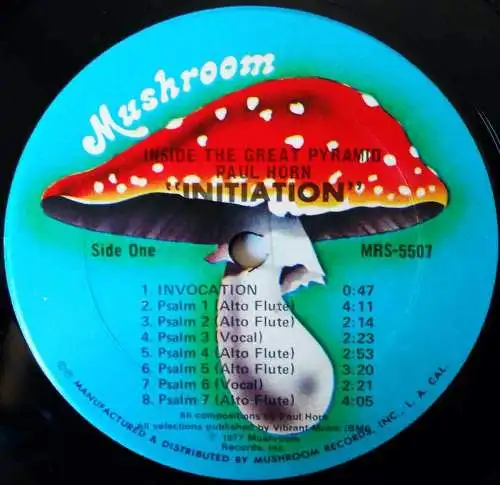 Mushroom
INSIDE THE GREAT PYRAMID
PAUL HORN
"INITIATION"
Side One MRS-5507
1. INVOCATION 0:47
2. Psalm 1 (Alto Flute) 4:11
3. Psalm 2 (Alto Flute) 2:14
4. Psalm 3 (Vocal) 2:23
5. Psalm 4 (Alto Flute) 2:53
6. Psalm 5 (Alto Flute) 3.20
7. Psalm 6 (Vocal) 2:21
8. Psalm 7 (Alto Flute) 4:05
All compositions by Paul Horn
All selections published by Vibrant Music (BMI)
℗ 1977 Mushroom
Records, Inc.
©℗ MANUFACTURED & DISTRIBUTED BY MUSHROOM RECORDS, INC., L. A. CAL.